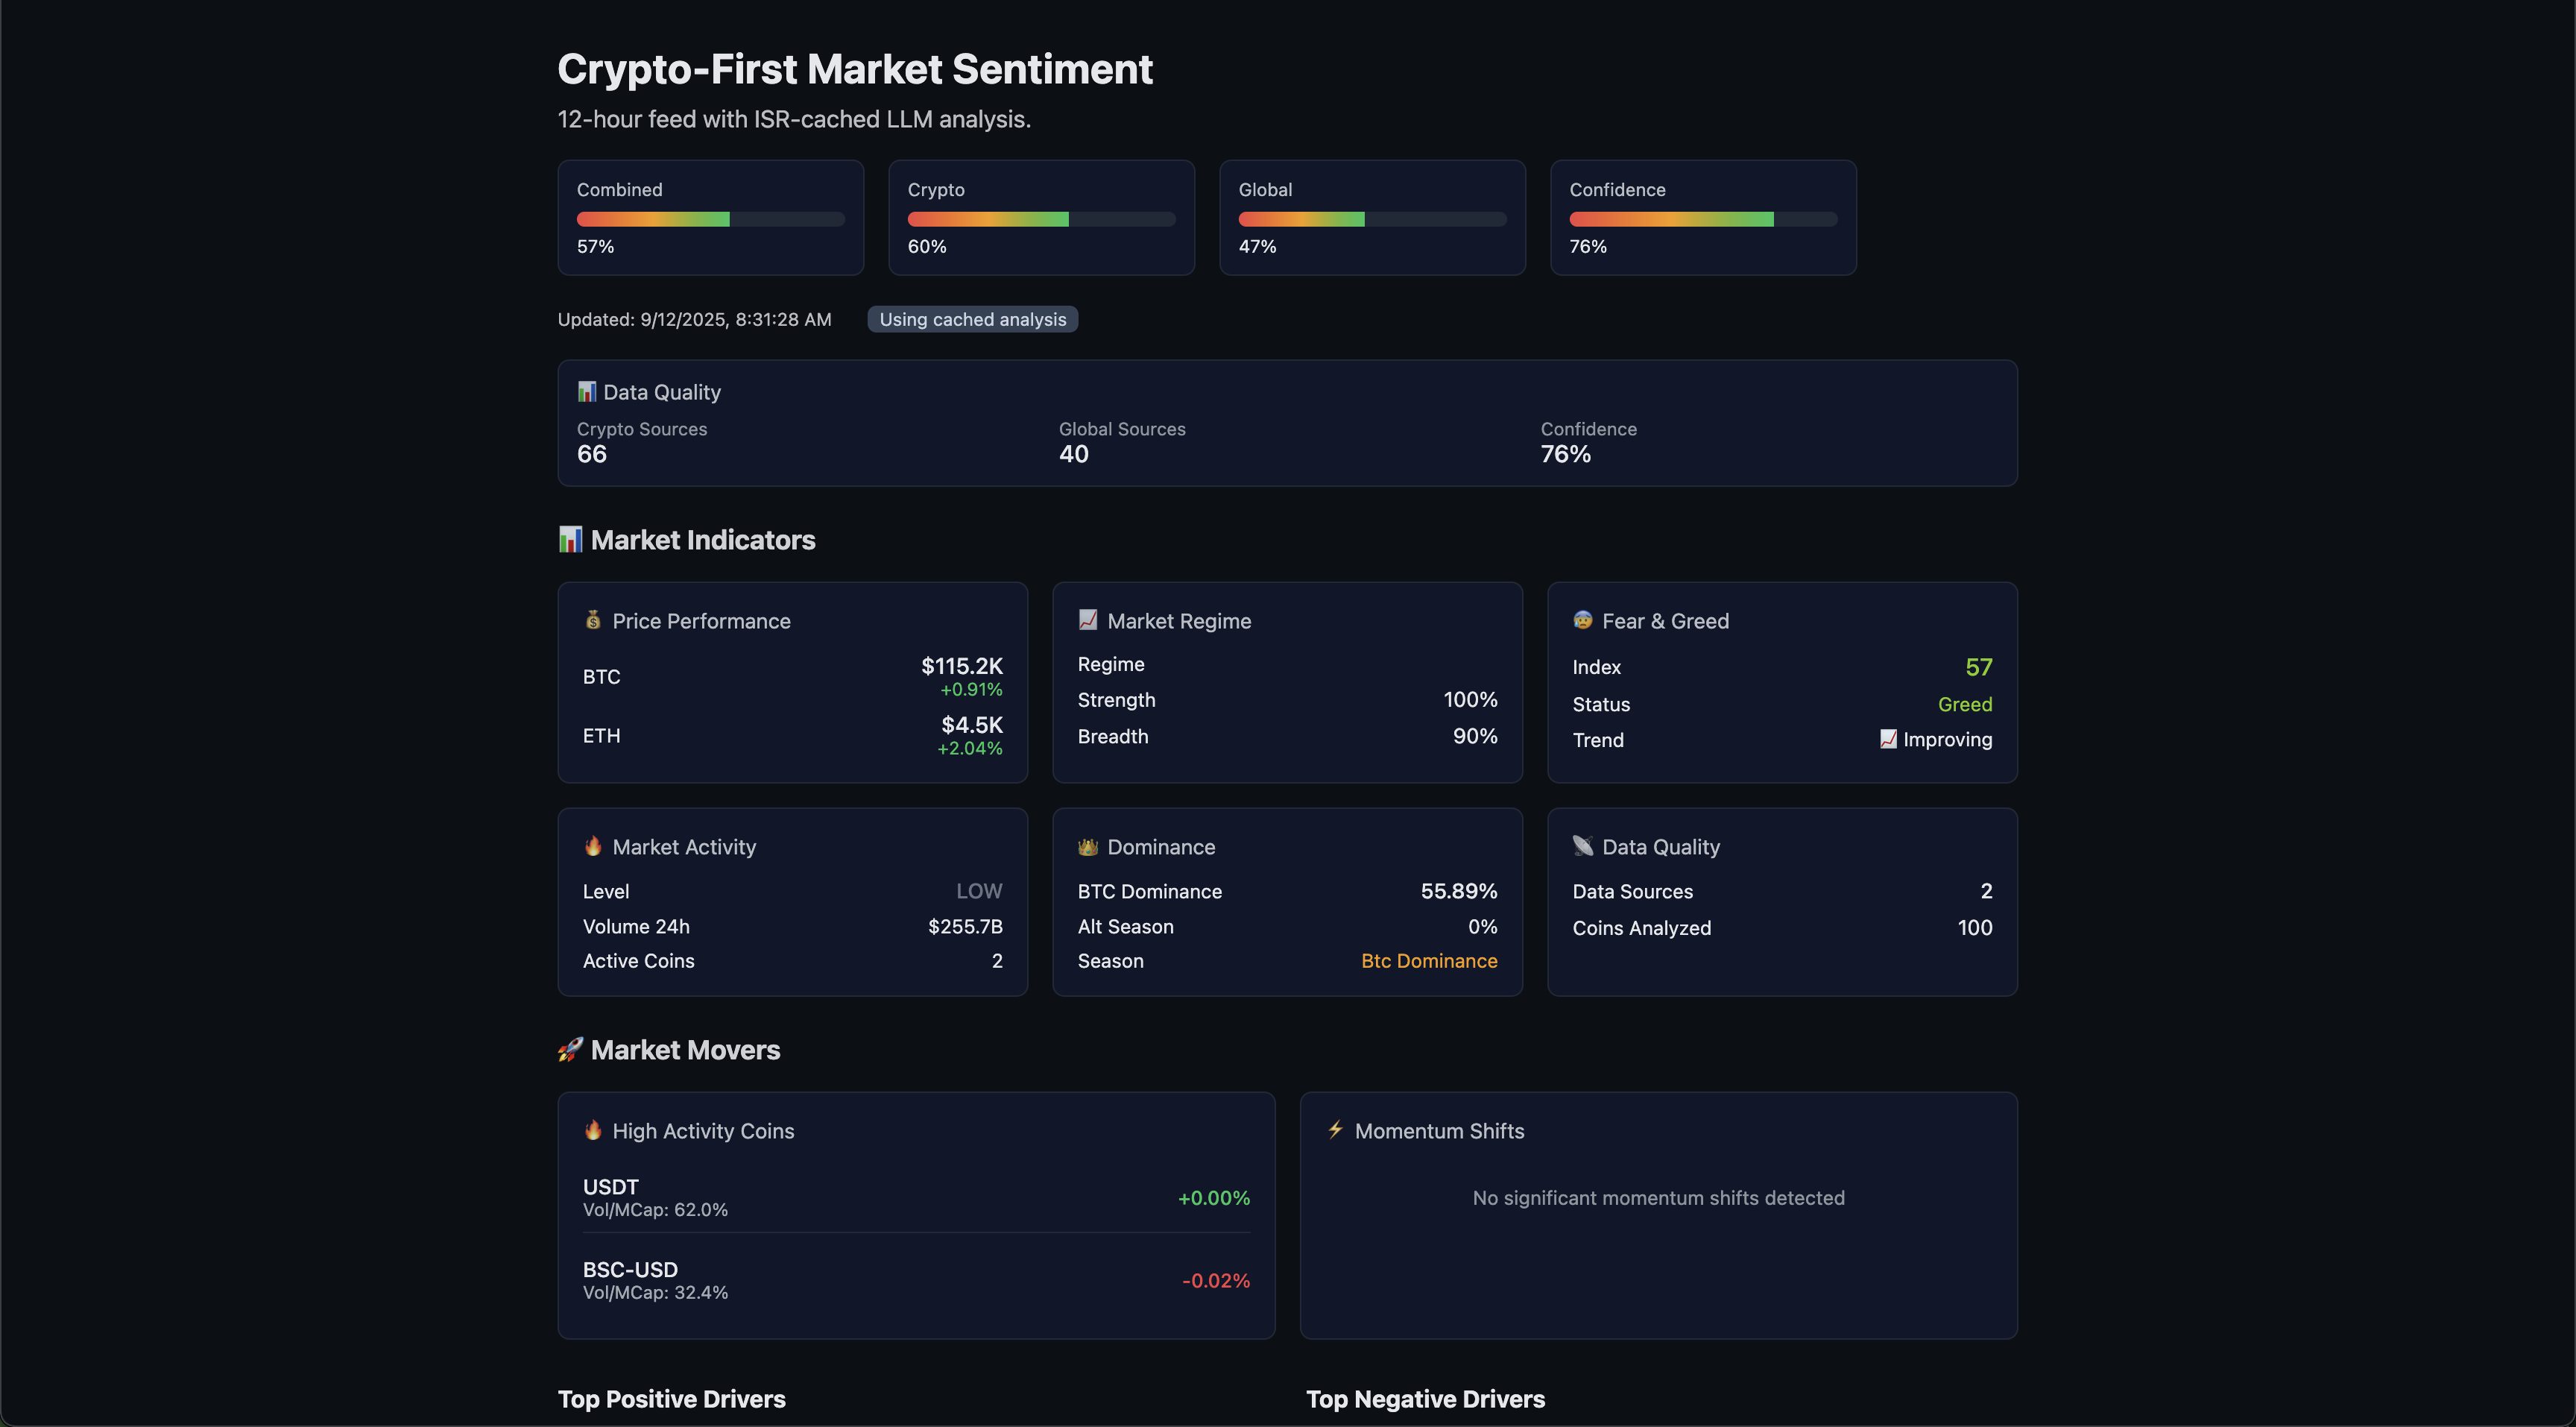 Crypto-First Market Sentiment
12-hour feed with ISR-cached LLM analysis.
Combined
57%
Crypto
60%
Global
47%
Confidence
76%
Updated: 9/12/2025, 8:31:28 AM
Using cached analysis
📊 Data Quality
Crypto Sources
66
Global Sources
40
Confidence
76%
📊 Market Indicators
💰 Price Performance
BTC
$115.2K
+0.91%
ETH
$4.5K
+2.04%
📈 Market Regime
Regime
Strength 100%
Breadth 90%
😰 Fear & Greed
Index 57
Status Greed
Trend 📈 Improving
🔥 Market Activity
Level LOW
Volume 24h $255.7B
Active Coins 2
👑 Dominance
BTC Dominance 55.89%
Alt Season 0%
Season Btc Dominance
📡 Data Quality
Data Sources 2
Coins Analyzed 100
🚀 Market Movers
🔥 High Activity Coins
USDT
Vol/MCap: 62.0%
+0.00%
BSC-USD
Vol/MCap: 32.4%
-0.02%
⚡ Momentum Shifts
No significant momentum shifts detected
Top Positive Drivers
Top Negative Drivers